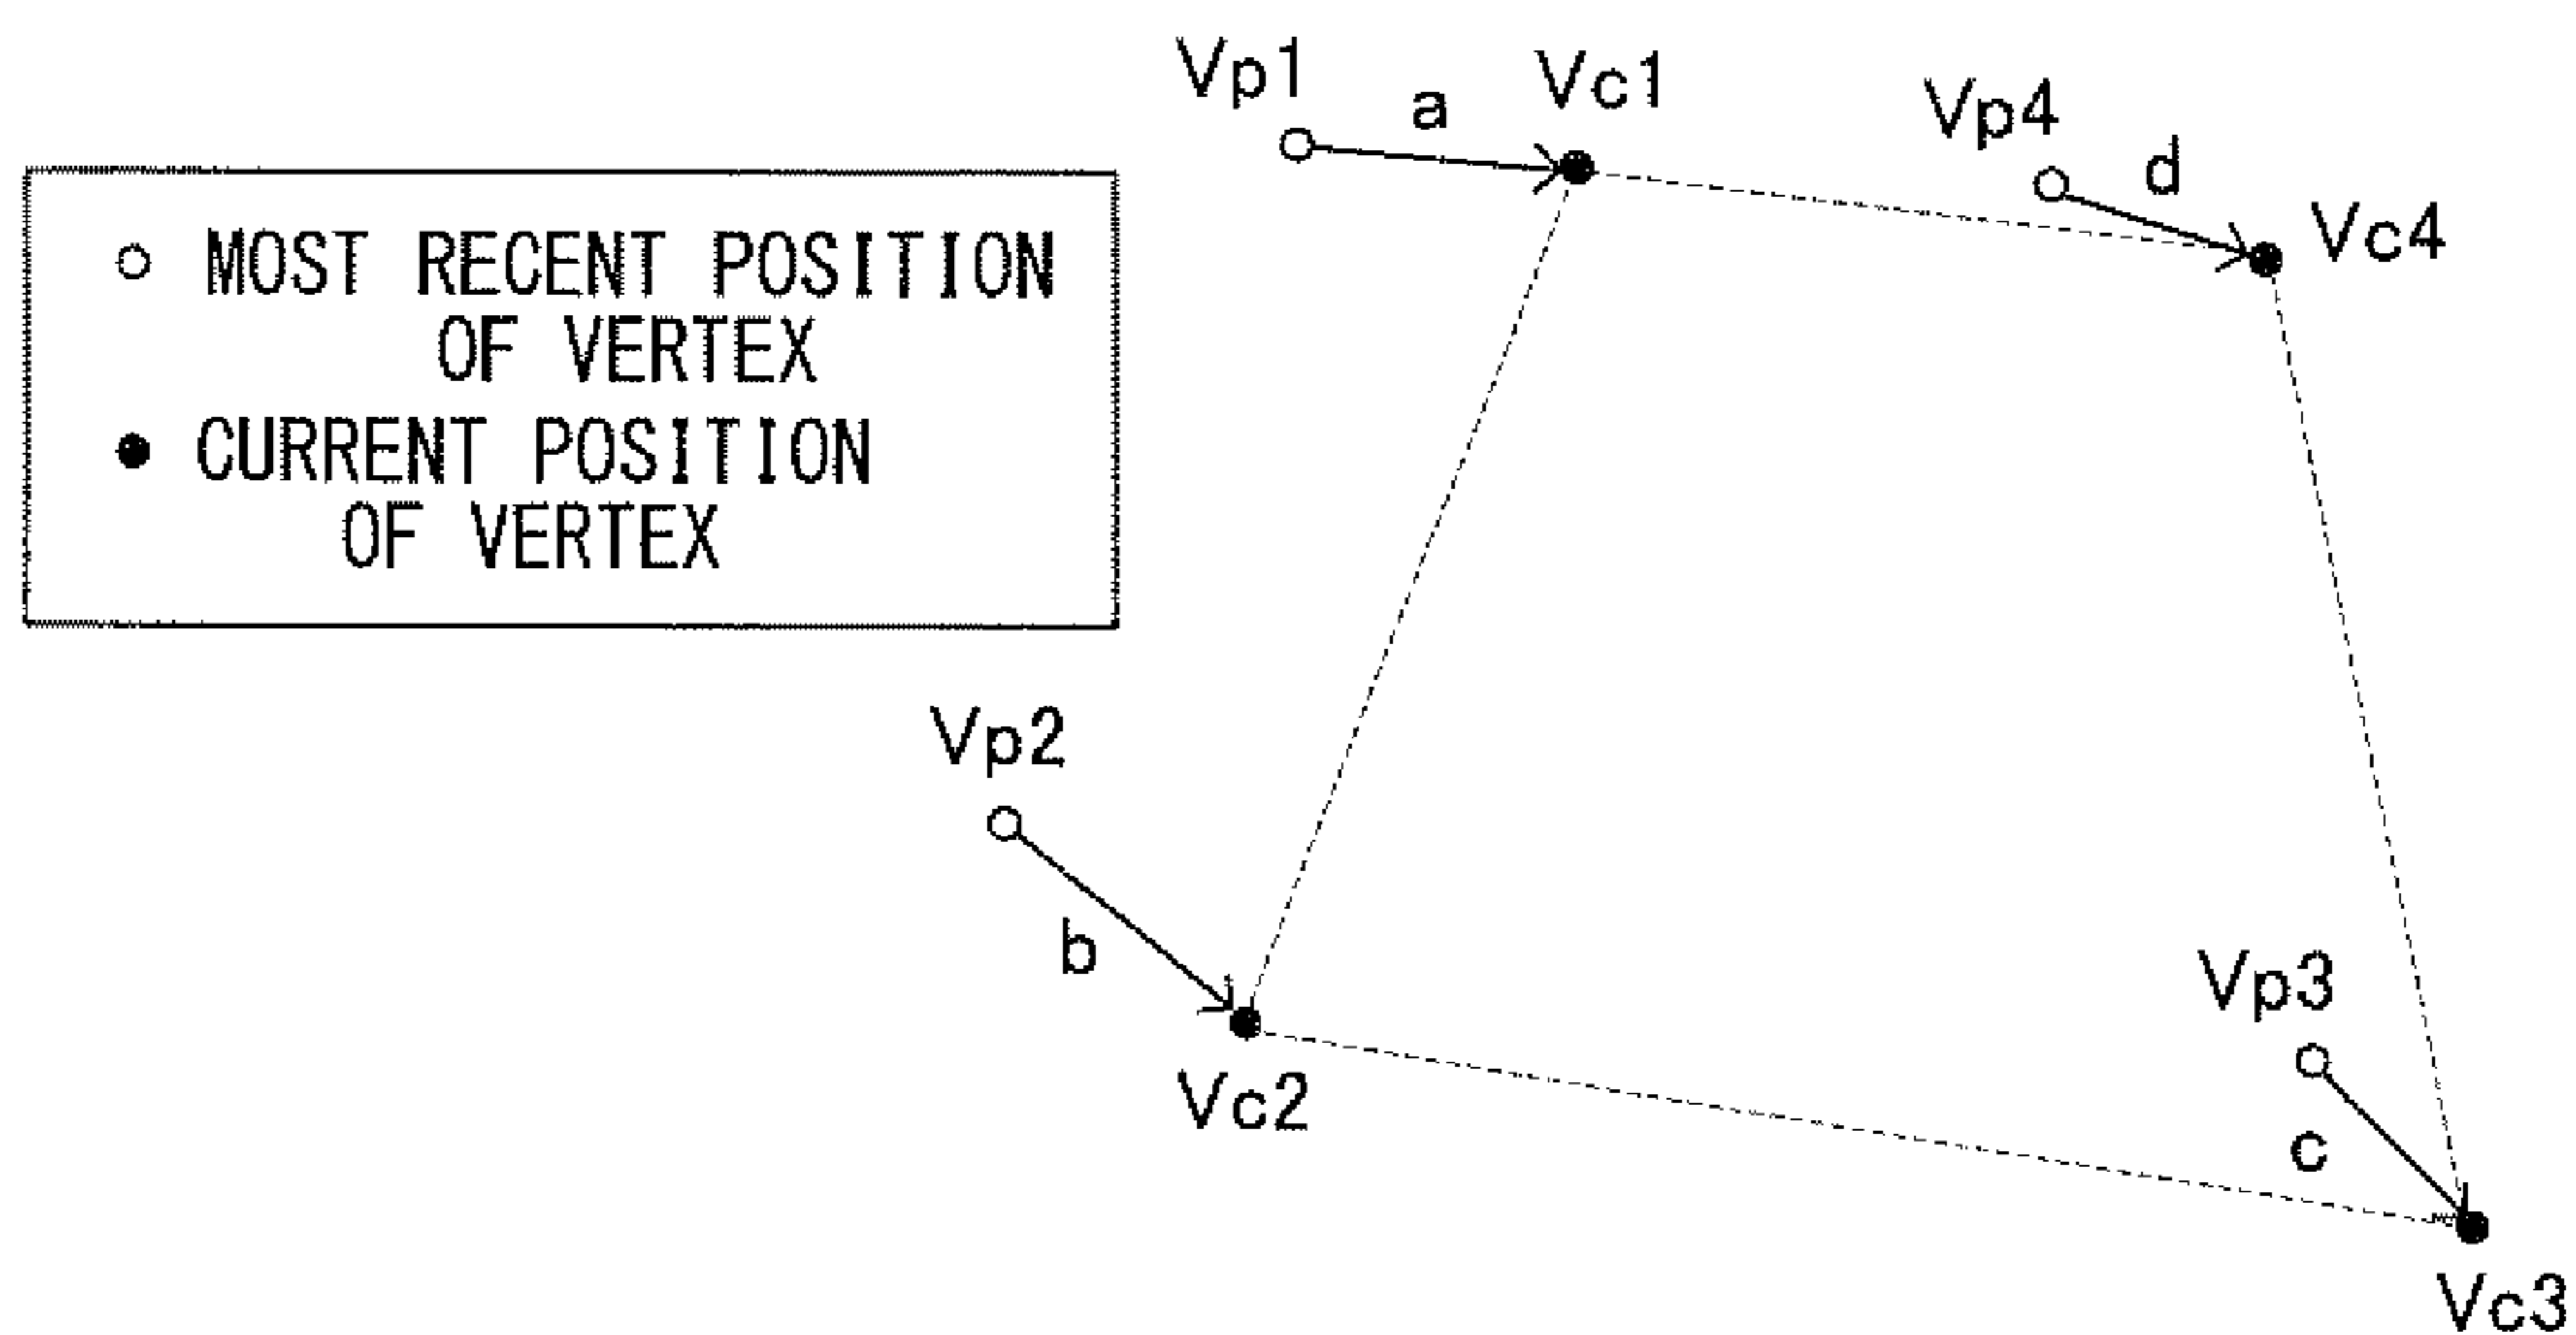 Vp1
a
Vc1
Vp4
d
Vc4
MOST RECENT POSITION
OF VERTEX
CURRENT POSITION
OF VERTEX
Vp2
b
Vc2
Vp3
c
Vc3